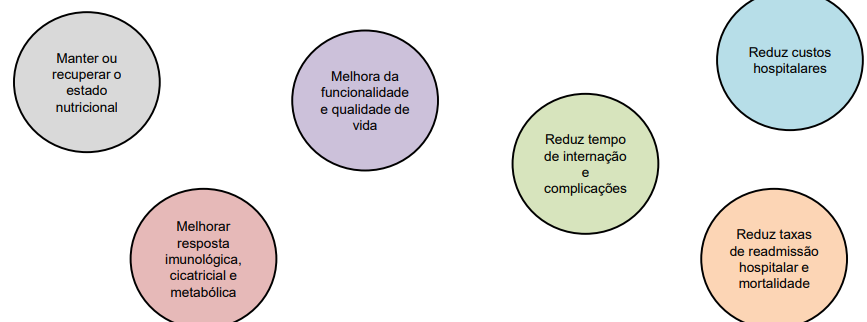 Manter ou
recuperar o
estado
nutricional
Melhorar
resposta
imunológica,
cicatricial e
metabólica
Melhora da
funcionalidade
e qualidade de
vida
Reduz tempo
de internação
e
complicações
Reduz custos
hospitalares
Reduz taxas
de readmissão
hospitalar e
mortalidade